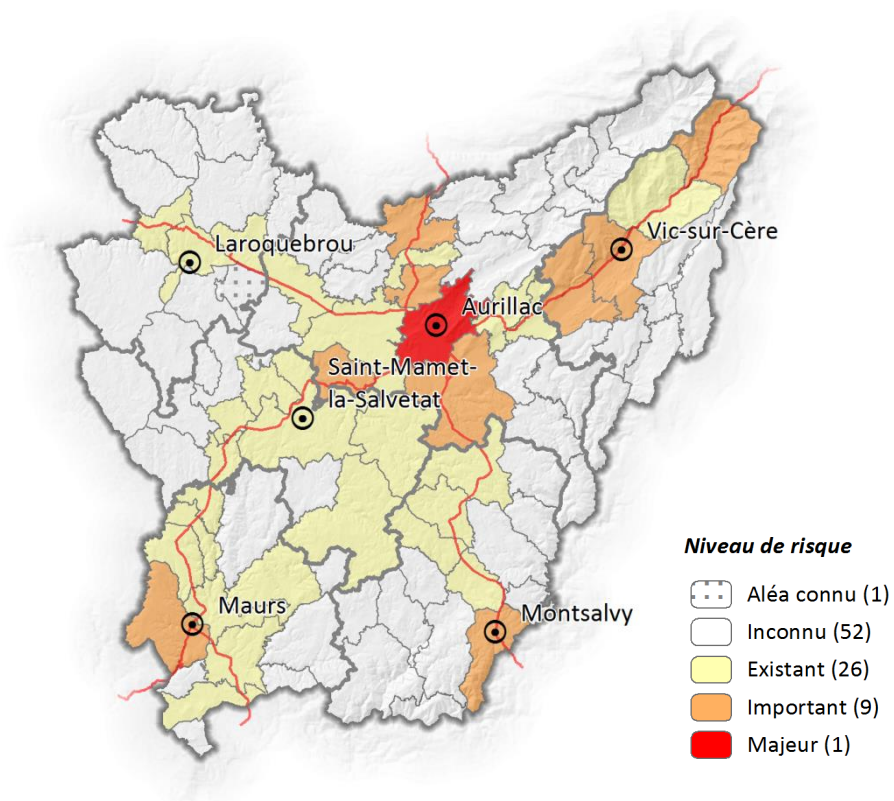 Laroquebrou
Vic-sur-Cère
Aurillac
Saint-Mamet-
la-Salvetat
Maurs
Montsalvy
Niveau de risque
Aléa connu (1)
Inconnu (52)
Existant (26)
Important (9)
Majeur (1)